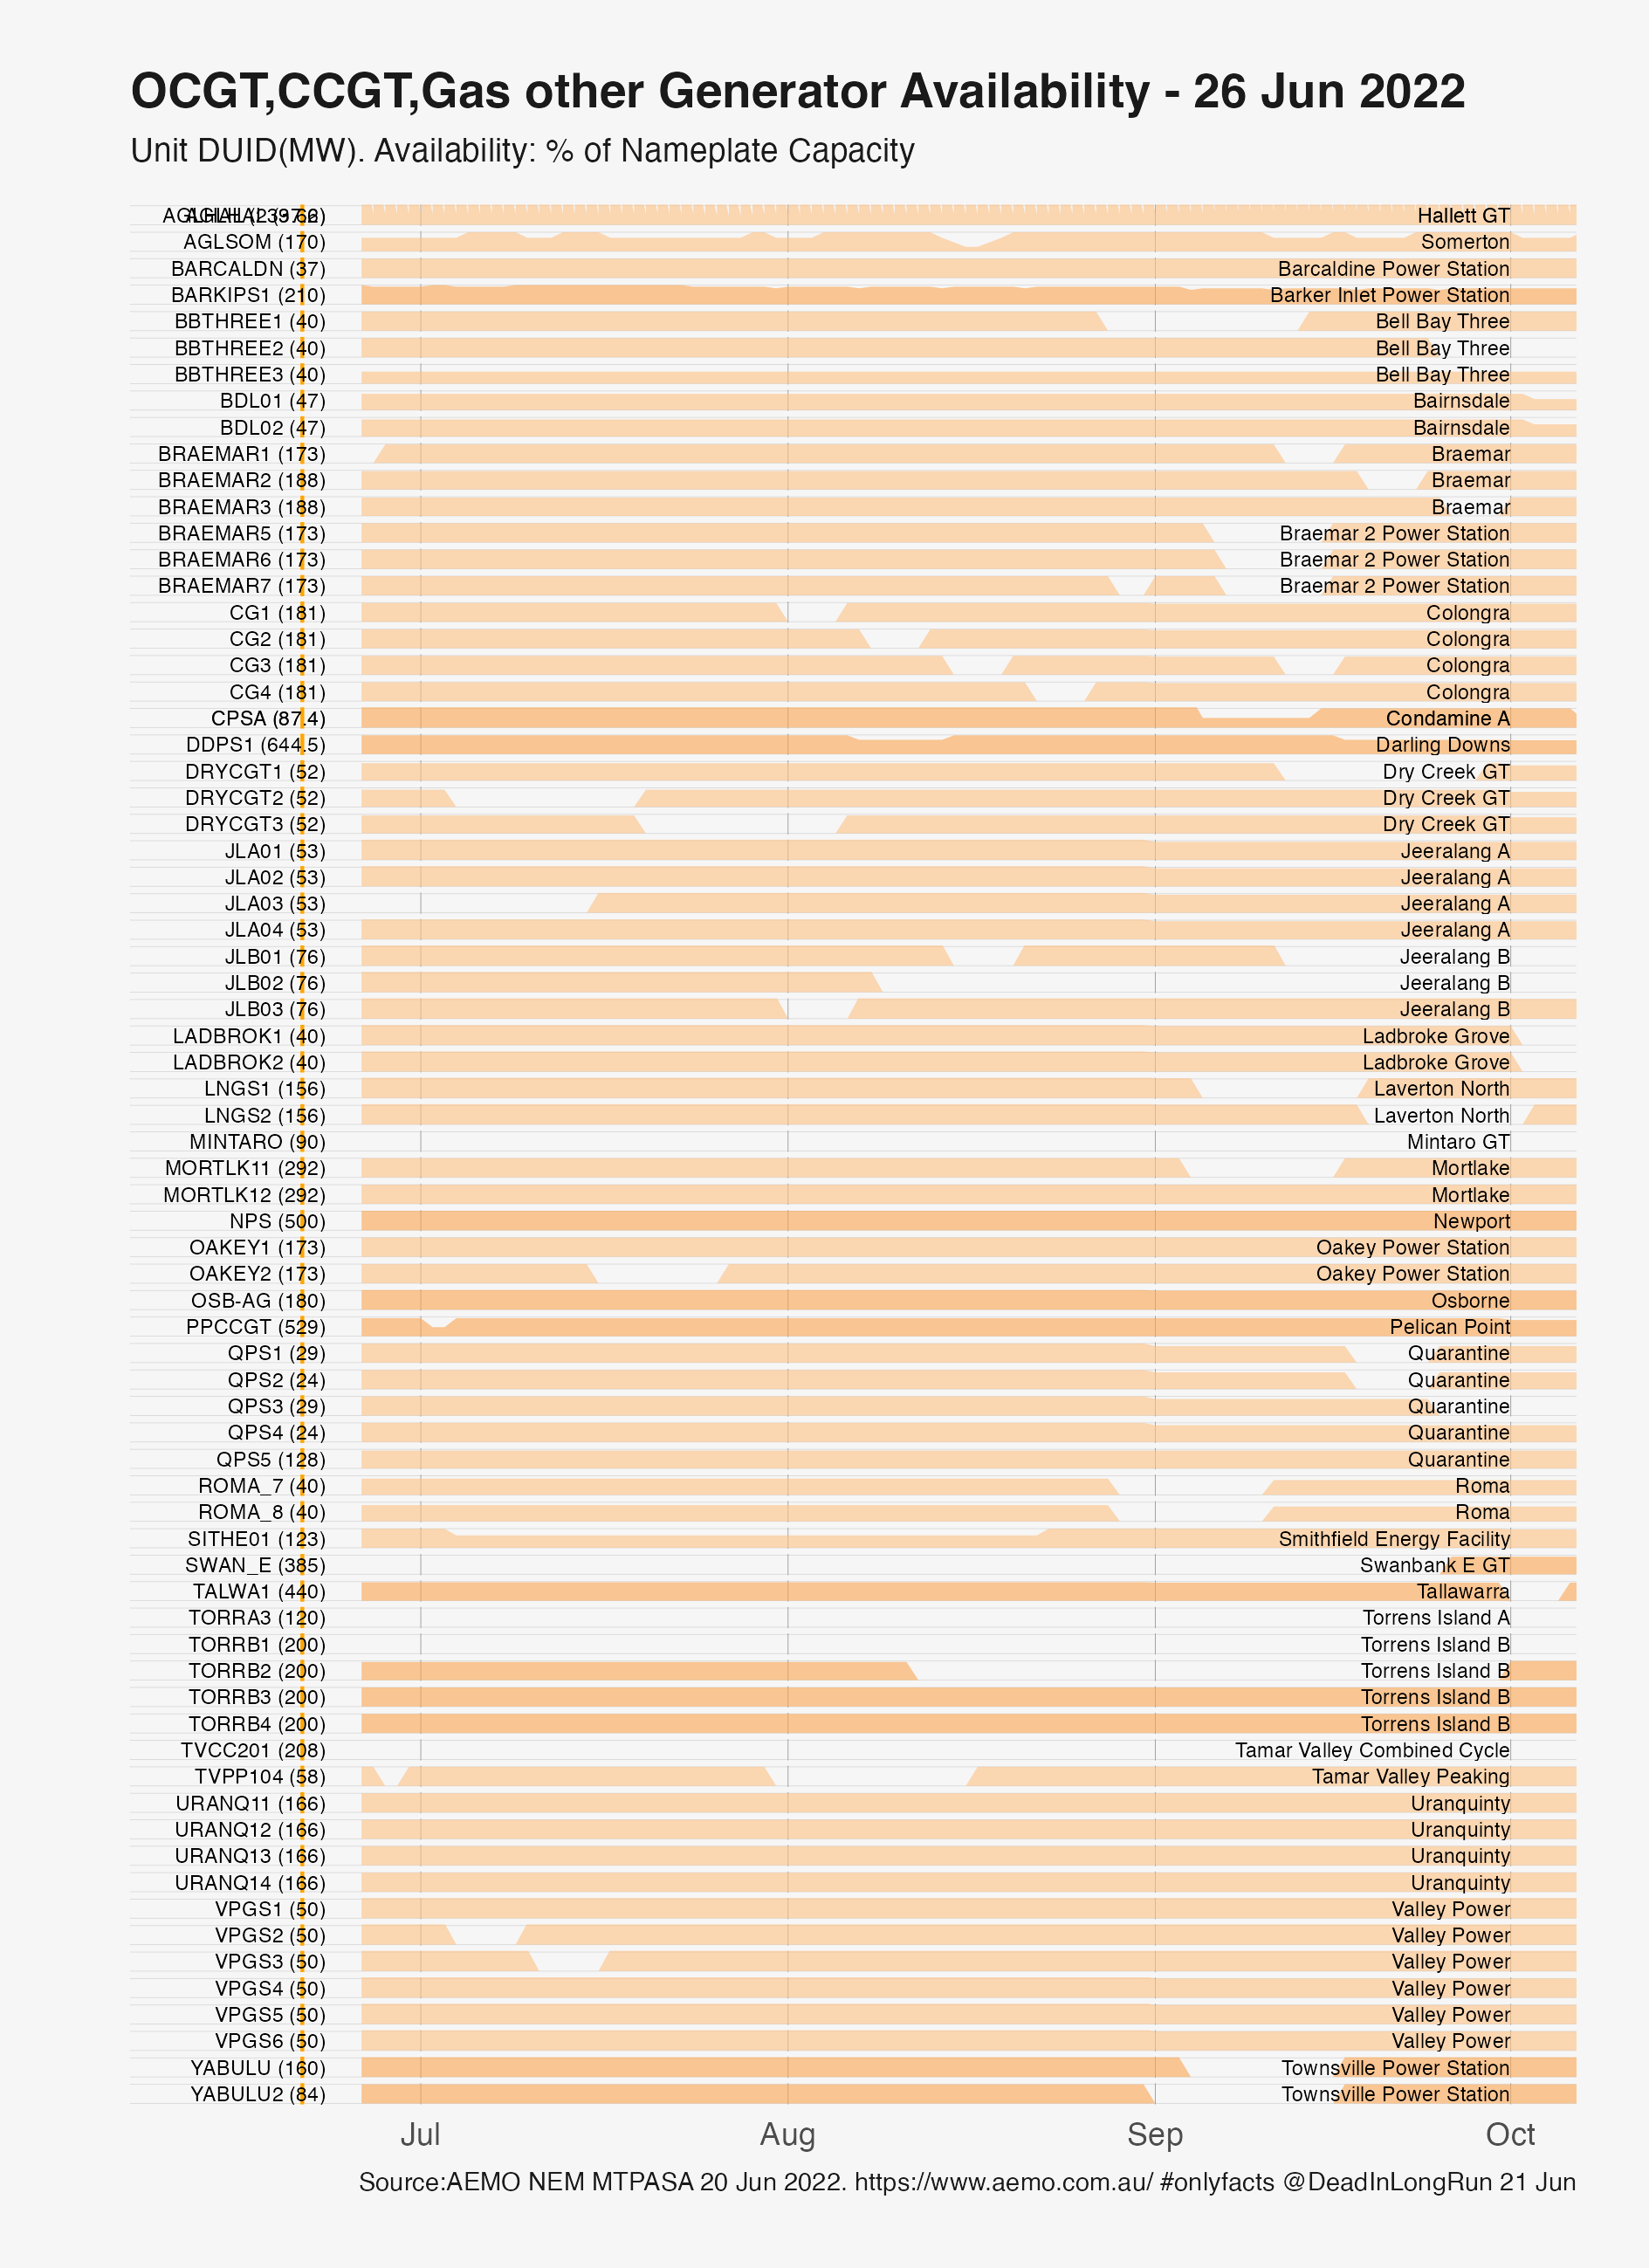 OCGT,CCGT,Gas other Generator Availability - 26 Jun 2022
Unit DUID(MW). Availability: % of Nameplate Capacity
Hallett GT
AGLSOM (170) Somerton
BARCALDN (37) Barcaldine Power Station
BARKIPS1 (210) Barker Inlet Power Station
BBTHREE1 (40) Bell Bay Three
BBTHREE2 (40) Bell Bay Three
BBTHREE3 (40) Bell Bay Three
BDL01 (47) Bairnsdale
BDL02 (47) Bairnsdale
BRAEMAR1 (173) Braemar
BRAEMAR2 (188) Braemar
BRAEMAR3 (188) Braemar
BRAEMAR5 (173) Braemar 2 Power Station
BRAEMAR6 (173) Braemar 2 Power Station
BRAEMAR7 (173) Braemar 2 Power Station
CG1 (181) Colongra
CG2 (181) Colongra
CG3 (181) Colongra
CG4 (181) Colongra
CPSA (87.4) Condamine A
DDPS1 (644.5) Darling Downs
DRYCGT1 (52) Dry Creek GT
DRYCGT2 (52) Dry Creek GT
DRYCGT3 (52) Dry Creek GT
JLA01 (53) Jeeralang A
JLA02 (53) Jeeralang A
JLA03 (53) Jeeralang A
JLA04 (53) Jeeralang A
JLB01 (76) Jeeralang B
JLB02 (76) Jeeralang B
JLB03 (76) Jeeralang B
LADBROK1 (40) Ladbroke Grove
LADBROK2 (40) Ladbroke Grove
LNGS1 (156) Laverton North
LNGS2 (156) Laverton North
MINTARO (90) Mintaro GT
MORTLK11 (292) Mortlake
MORTLK12 (292) Mortlake
NPS (500) Newport
OAKEY1 (173) Oakey Power Station
OAKEY2 (173) Oakey Power Station
OSB-AG (180) Osborne
PPCCGT (529) Pelican Point
QPS1 (29) Quarantine
QPS2 (24) Quarantine
QPS3 (29) Quarantine
QPS4 (24) Quarantine
QPS5 (128) Quarantine
ROMA_7 (40) Roma
ROMA_8 (40) Roma
SITHE01 (123) Smithfield Energy Facility
SWAN_E (385) Swanbank E GT
TALWA1 (440) Tallawarra
TORRA3 (120) Torrens Island A
TORRB1 (200) Torrens Island B
TORRB2 (200) Torrens Island B
TORRB3 (200) Torrens Island B
TORRB4 (200) Torrens Island B
TVCC201 (208) Tamar Valley Combined Cycle
TVPP104 (58) Tamar Valley Peaking
URANQ11 (166) Uranquinty
URANQ12 (166) Uranquinty
URANQ13 (166) Uranquinty
URANQ14 (166) Uranquinty
VPGS1 (50) Valley Power
VPGS2 (50) Valley Power
VPGS3 (50) Valley Power
VPGS4 (50) Valley Power
VPGS5 (50) Valley Power
VPGS6 (50) Valley Power
YABULU (160) Townsville Power Station
YABULU2 (84) Townsville Power Station
Jul Aug Sep Oct
Source:AEMO NEM MTPASA 20 Jun 2022. https://www.aemo.com.au/ #onlyfacts @DeadInLongRun 21 Jun